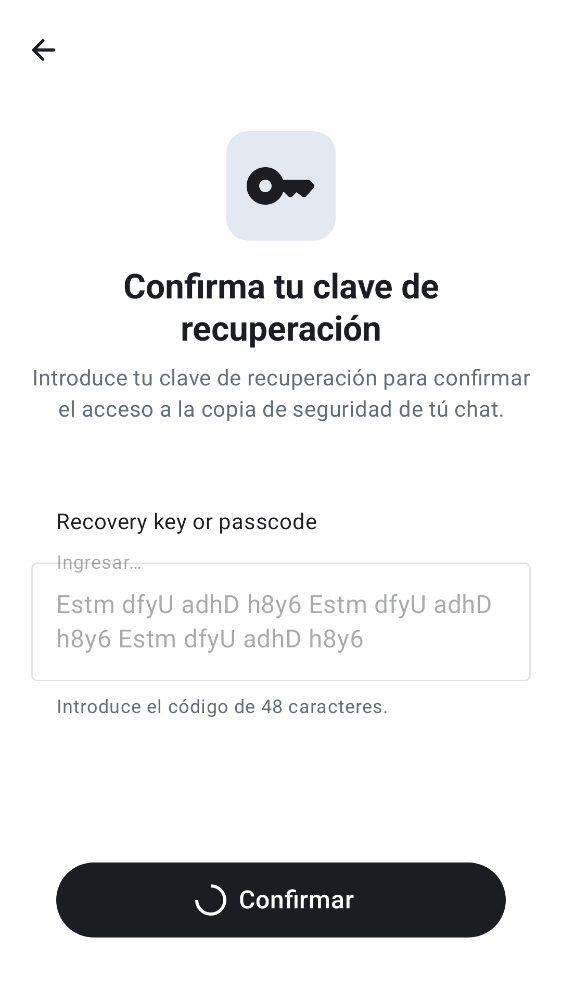 Confirma tu clave de
recuperación
Introduce tu clave de recuperación para confirmar
el acceso a la copia de seguridad de tú chat.
Recovery key or passcode
Ingresar…
Estm dfyU adhD h8y6 Estm dfyU adhD
h8y6 Estm dfyU adhD h8y6
Introduce el código de 48 caracteres.
Confirmar